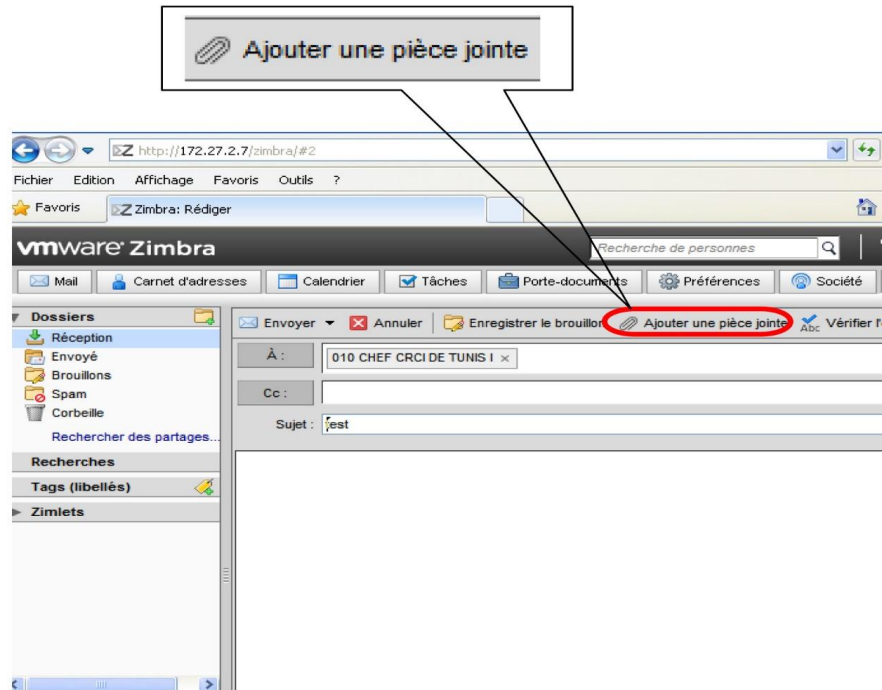 Ajouter une pièce jointe
http://172.27.2.7/zimbra/#2
Fichier Edition Affichage Favoris Outils ?
Favoris Zimbra: Rédiger
vmware Zimbra Recherche de personnes
Mail Carnet d'adresses Calendrier Tâches Porte-documents Préférences Société
Dossiers
Envoyer Annuler Enregistrer le brouillon Ajouter une pièce jointe Abc Vérifier l'
Réception
À : 010 CHEF CRCI DE TUNIS I ×
Envoyé
Brouillons
Spam
Cc :
Corbeille
Sujet : test
Rechercher des partages...
Recherches
Tags (libellés)
Zimlets